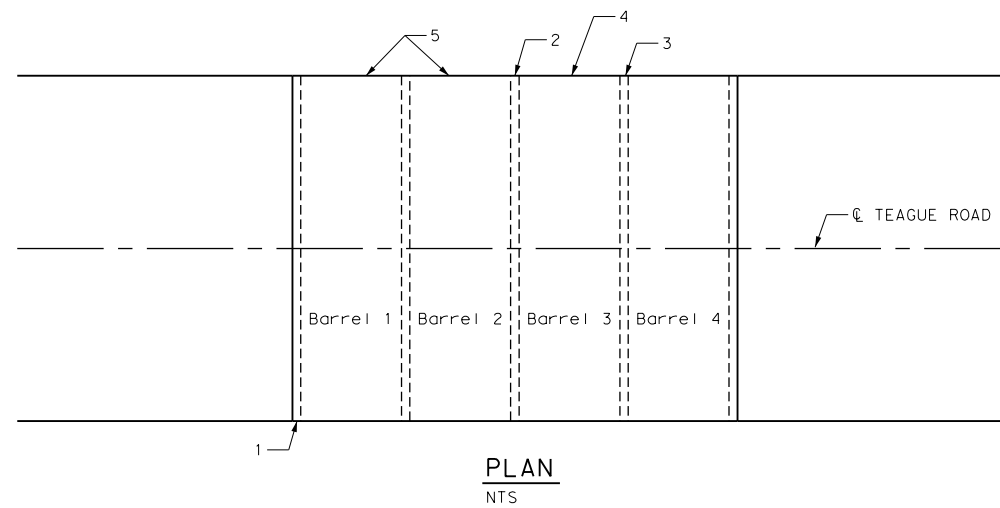 5
2
4
3
℄ TEAGUE ROAD
Barrel 1
Barrel 2
Barrel 3
Barrel 4
1
PLAN
NTS